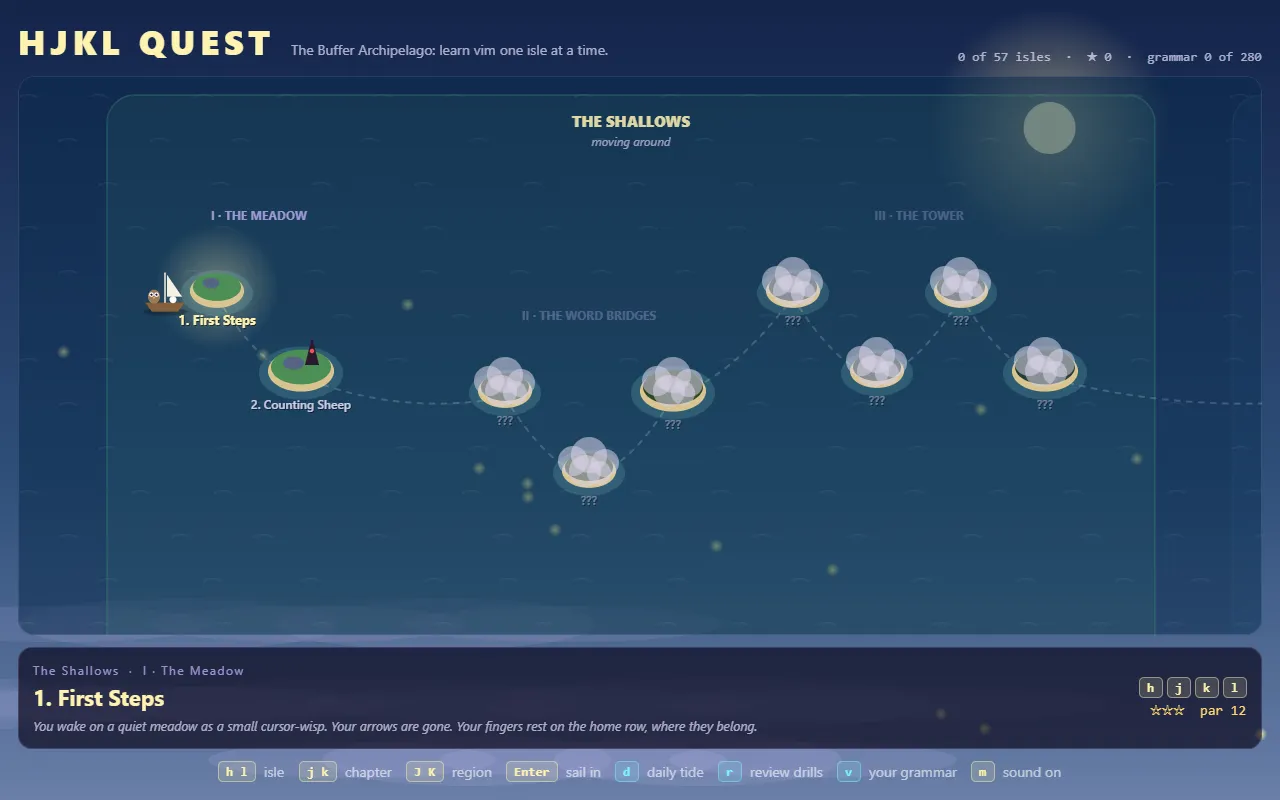 HJKL QUEST The Buffer Archipelago: learn vim one isle at a time.
0 of 57 isles · ★ 0 · grammar 0 of 280
THE SHALLOWS
moving around
I · THE MEADOW
III · THE TOWER
1. First Steps
II · THE WORD BRIDGES
???
???
2. Counting Sheep
???
???
???
???
???
The Shallows · I · The Meadow
1. First Steps
You wake on a quiet meadow as a small cursor-wisp. Your arrows are gone. Your fingers rest on the home row, where they belong.
h j k l
☆☆☆ par 12
h l isle j k chapter J K region Enter sail in d daily tide r review drills v your grammar m sound on